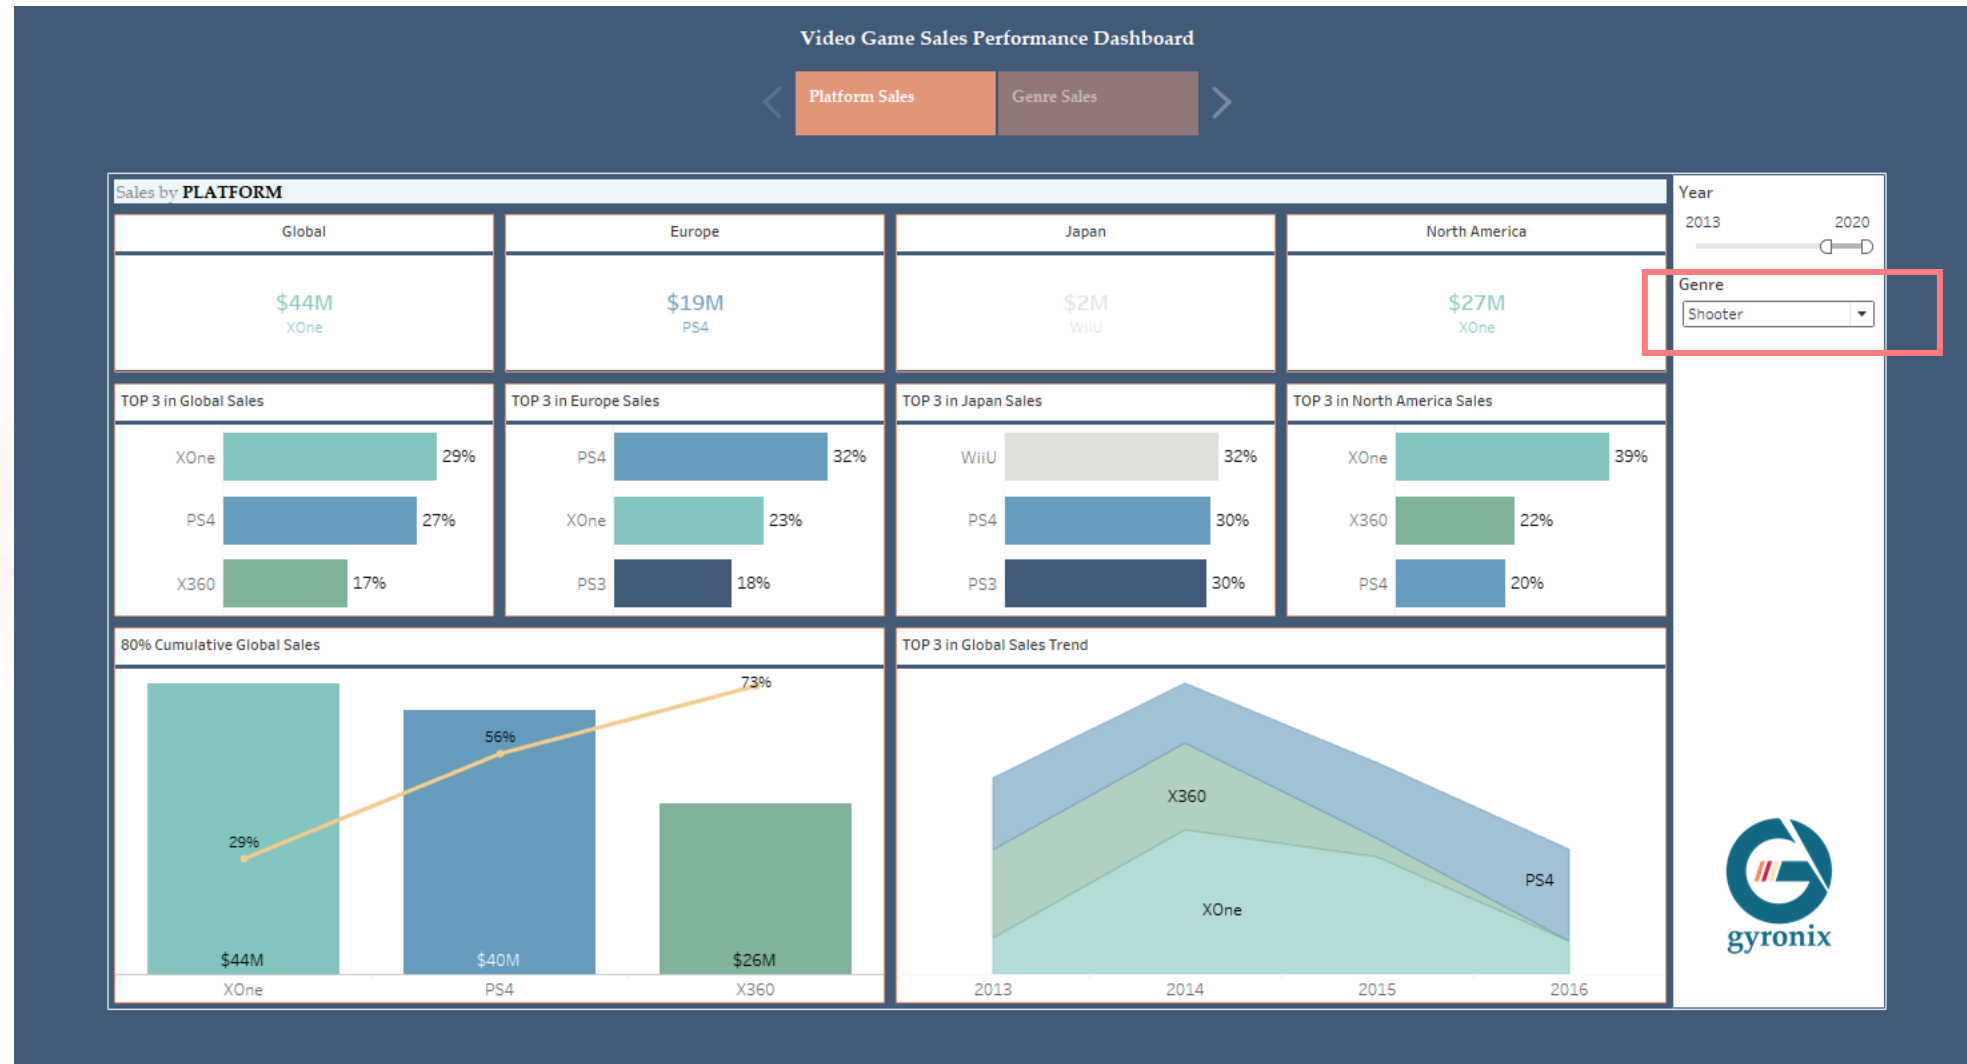 Video Game Sales Performance Dashboard
Platform Sales
Genre Sales
Sales by PLATFORM
Global
Europe
Japan
North America
$44M
XOne
$19M
PS4
$2M
WiiU
$27M
XOne
Year
2013 2020
Genre
Shooter
TOP 3 in Global Sales
XOne 29%
PS4 27%
X360 17%
TOP 3 in Europe Sales
PS4 32%
XOne 23%
PS3 18%
TOP 3 in Japan Sales
WiiU 32%
PS4 30%
PS3 30%
TOP 3 in North America Sales
XOne 39%
X360 22%
PS4 20%
80% Cumulative Global Sales
73%
56%
29%
$44M $40M $26M
XOne PS4 X360
TOP 3 in Global Sales Trend
X360
PS4
XOne
2013 2014 2015 2016
gyronix